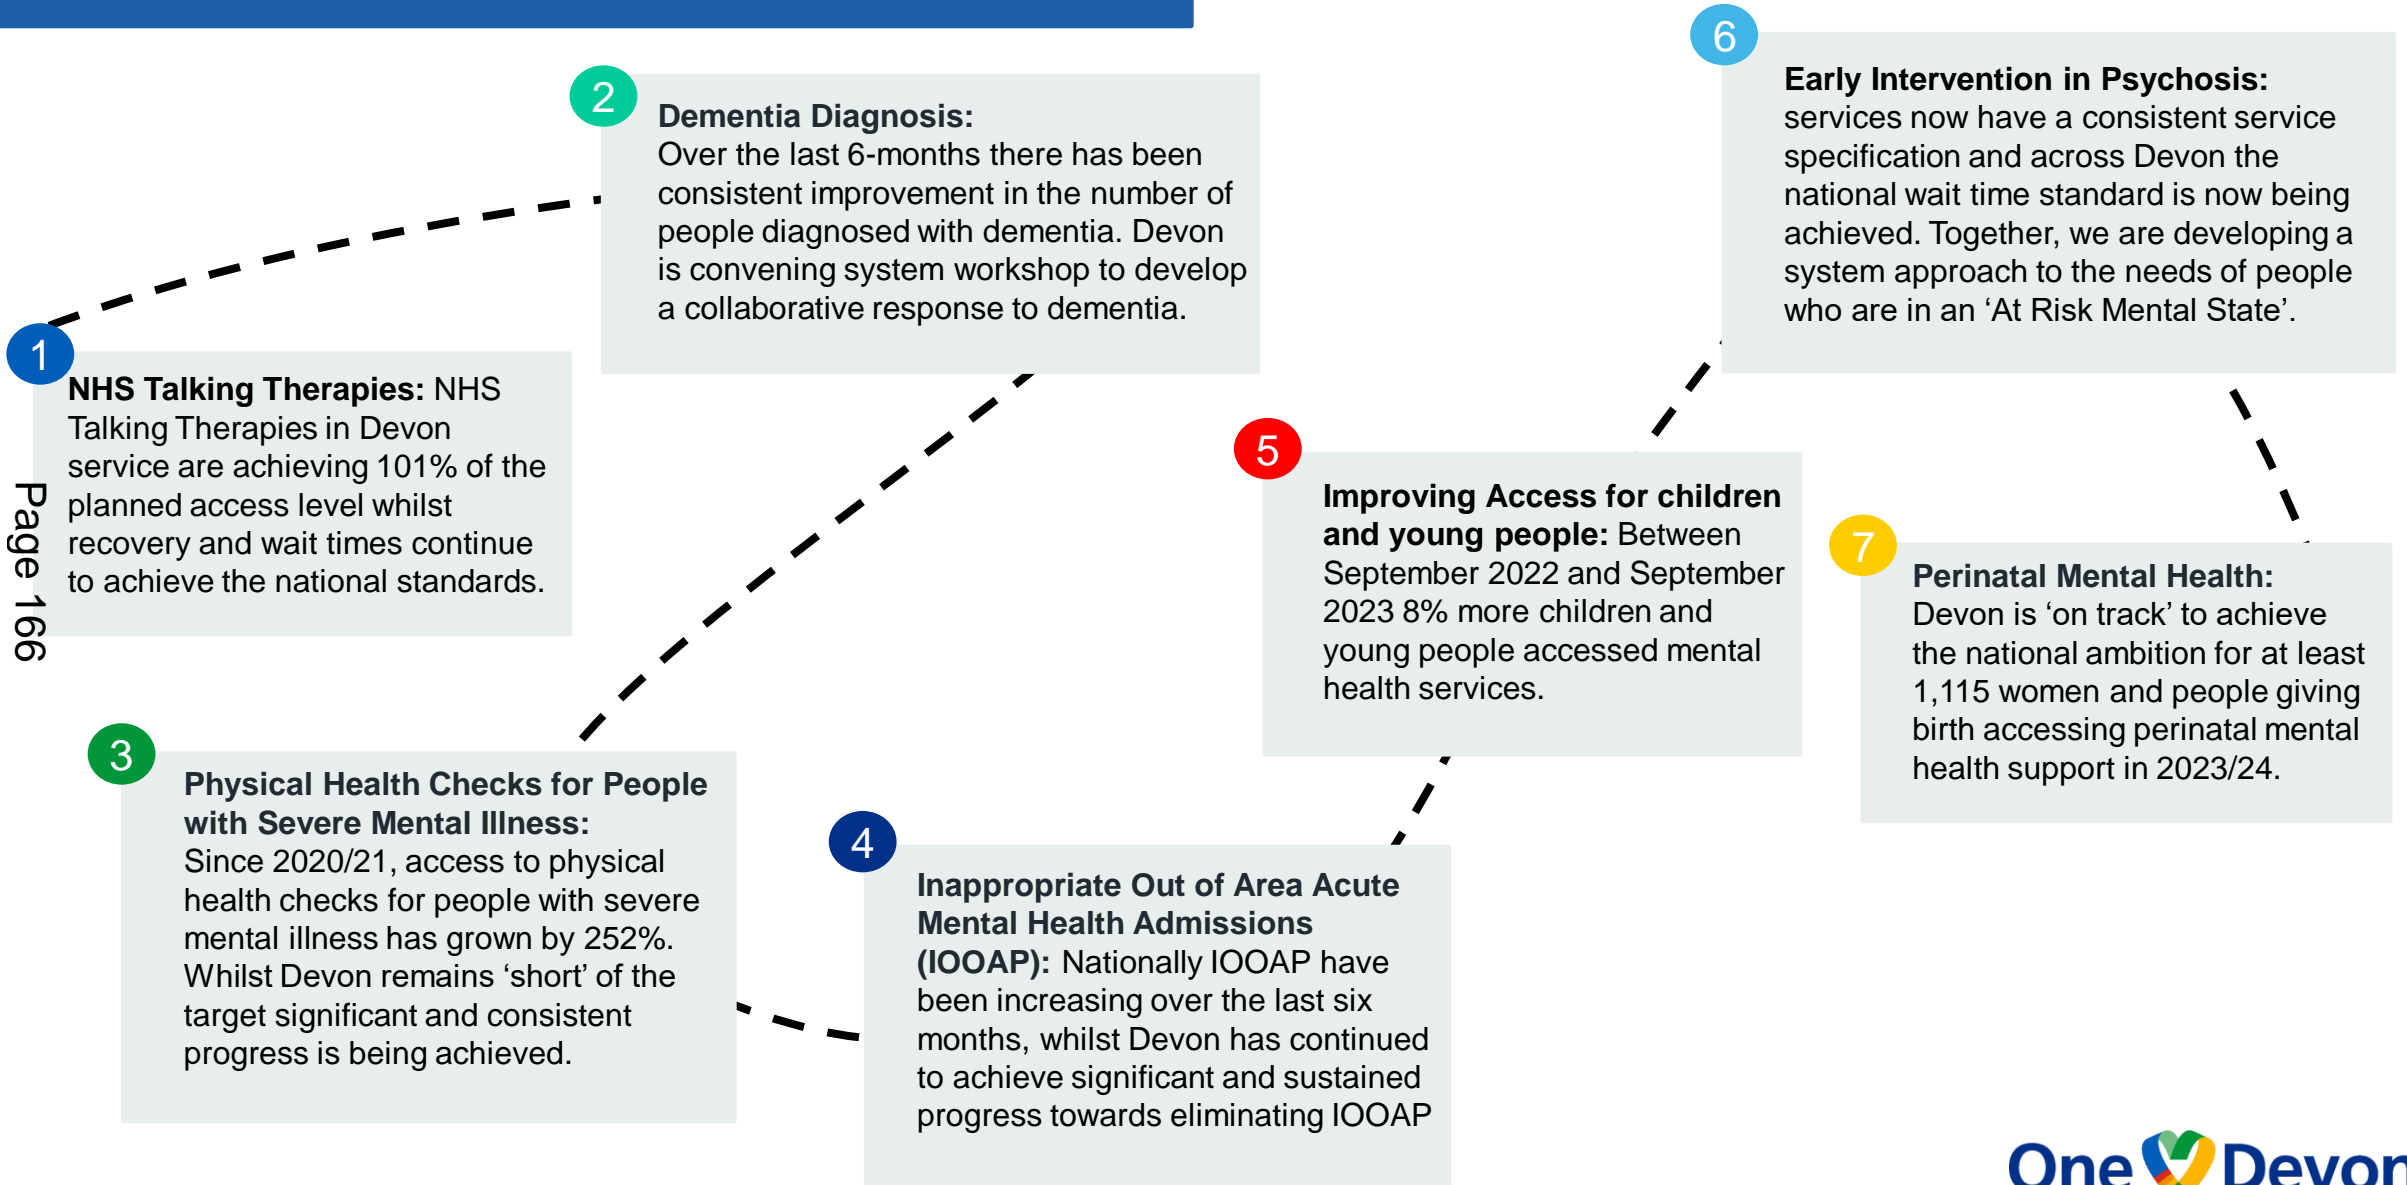 1
NHS Talking Therapies: NHS
Talking Therapies in Devon
service are achieving 101% of the
planned access level whilst
recovery and wait times continue
to achieve the national standards.
2
Dementia Diagnosis:
Over the last 6-months there has been
consistent improvement in the number of
people diagnosed with dementia. Devon
is convening system workshop to develop
a collaborative response to dementia.
3
Physical Health Checks for People
with Severe Mental Illness:
Since 2020/21, access to physical
health checks for people with severe
mental illness has grown by 252%.
Whilst Devon remains ‘short’ of the
target significant and consistent
progress is being achieved.
4
Inappropriate Out of Area Acute
Mental Health Admissions
(IOOAP): Nationally IOOAP have
been increasing over the last six
months, whilst Devon has continued
to achieve significant and sustained
progress towards eliminating IOOAP
5
Improving Access for children
and young people: Between
September 2022 and September
2023 8% more children and
young people accessed mental
health services.
6
Early Intervention in Psychosis:
services now have a consistent service
specification and across Devon the
national wait time standard is now being
achieved. Together, we are developing a
system approach to the needs of people
who are in an ‘At Risk Mental State’.
7
Perinatal Mental Health:
Devon is ‘on track’ to achieve
the national ambition for at least
1,115 women and people giving
birth accessing perinatal mental
health support in 2023/24.
Page 166
One Devon